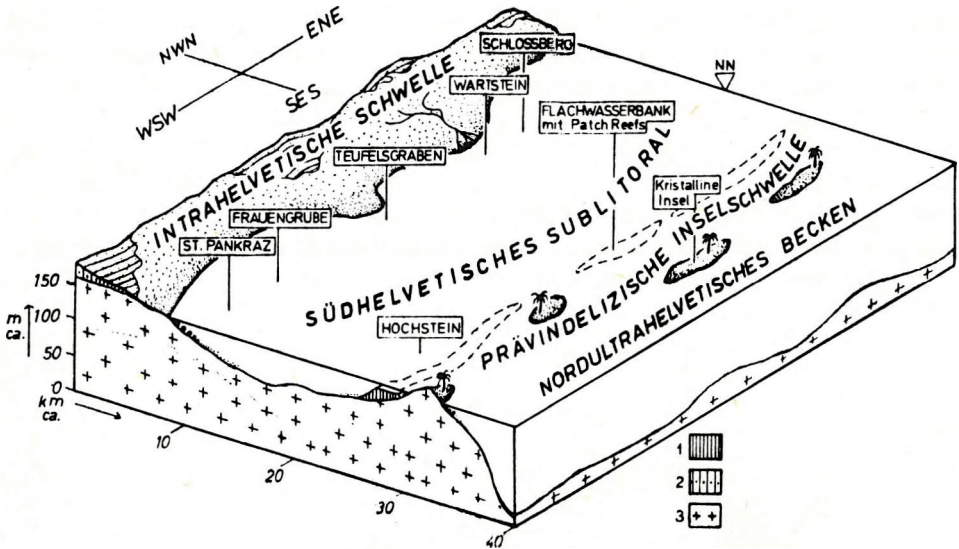 NWN
ENE
WSW
SES
SCHLOSSBERG
NN
WARTSTEIN
INTRAHELVETISCHE SCHWELLE
FLACHWASSERBANK
mit Patch Reefs
TEUFELSGRABEN
Kristalline
Insel
FRAUENGRUBE
ST. PANKRAZ
SÜDHELVETISCHES SUBLITORAL
PRÄVINDELIZISCHE INSELSCHWELLE
NORDULTRAHELVETISCHES BECKEN
HOCHSTEIN
150
m
ca.
100
50
0
km
ca.
10
20
30
40
1
2
3